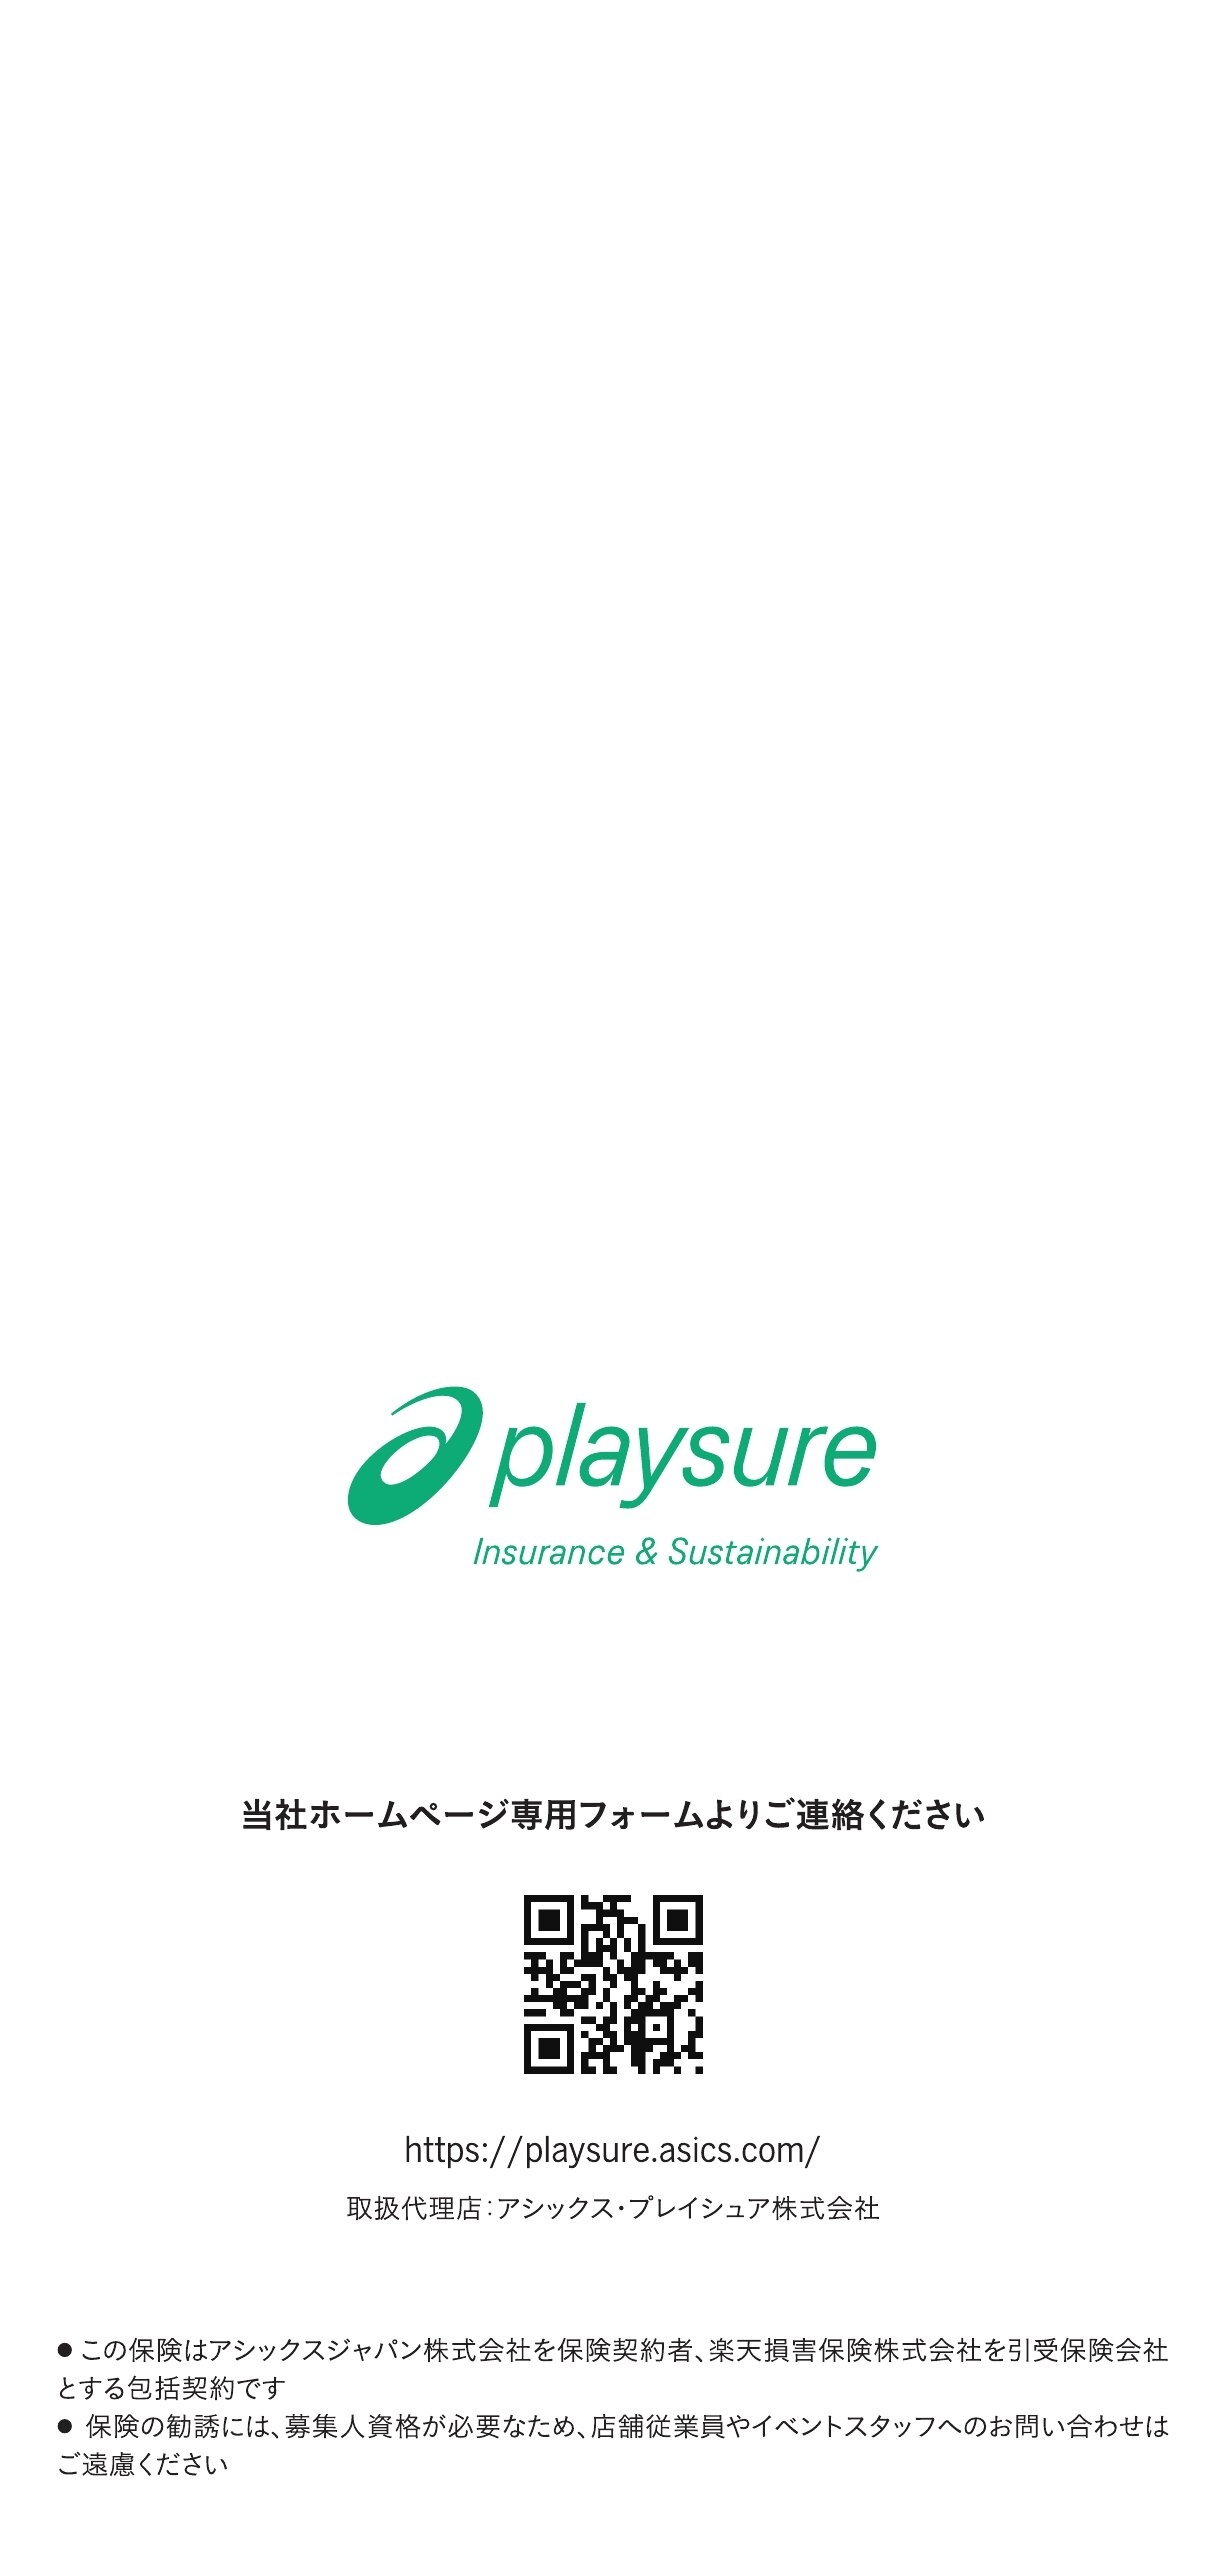 playsure
Insurance & Sustainability
当社ホームページ専用フォームよりご連絡ください
https://playsure.asics.com/
取扱代理店：アシックス・プレイシュア株式会社
● この保険はアシックスジャパン株式会社を保険契約者、楽天損害保険株式会社を引受保険会社
とする包括契約です
● 保険の勧誘には、募集人資格が必要なため、店舗従業員やイベントスタッフへのお問い合わせは
ご遠慮ください